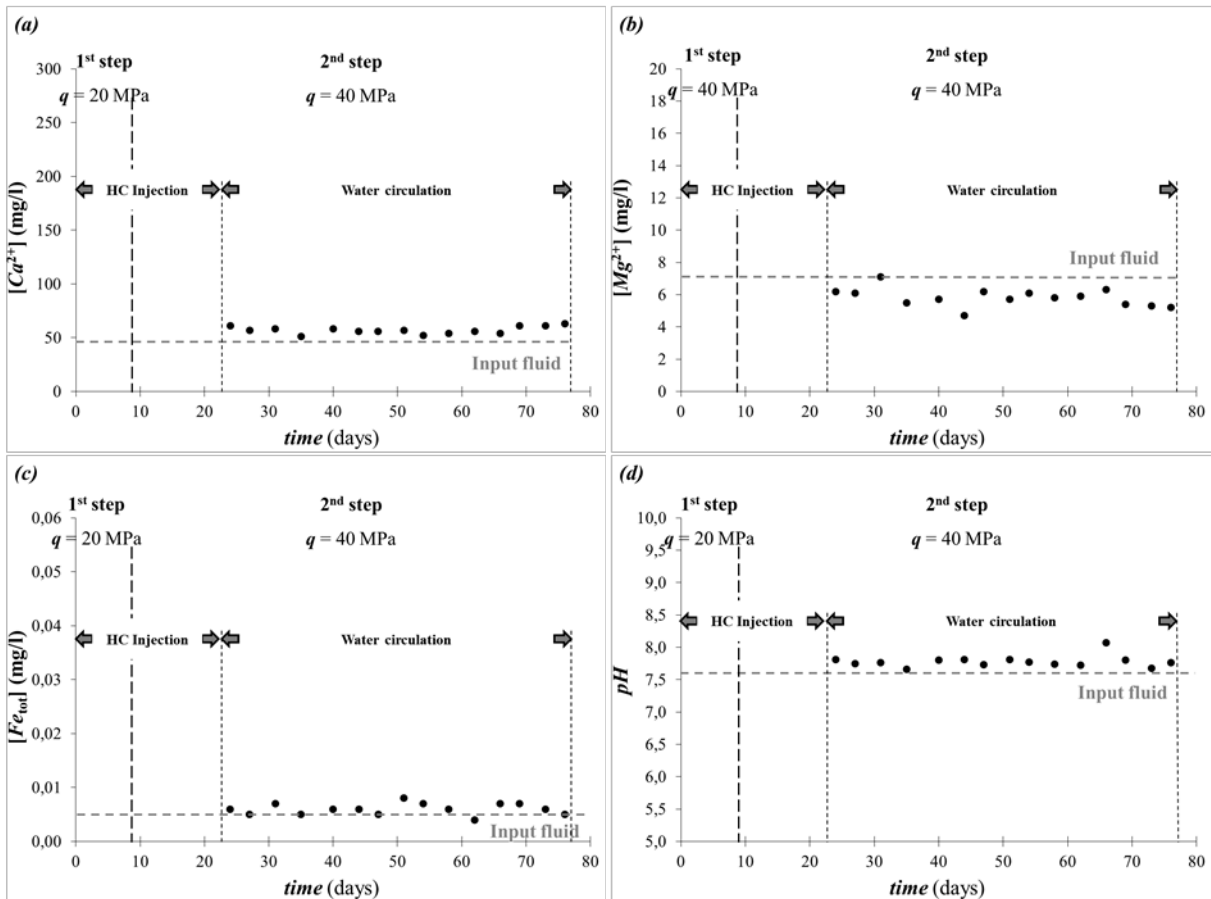 (a)
1st step
2nd step
q = 20 MPa
q = 40 MPa
300
250
200
150
100
50
0
[Ca2+] (mg/l)
HC Injection
Water circulation
Input fluid
0 10 20 30 40 50 60 70 80
time (days)
(b)
1st step
2nd step
q = 40 MPa
q = 40 MPa
20
18
16
14
12
10
8
6
4
2
0
[Mg2+] (mg/l)
HC Injection
Water circulation
Input fluid
0 10 20 30 40 50 60 70 80
time (days)
(c)
1st step
2nd step
q = 20 MPa
q = 40 MPa
0,06
0,05
0,04
0,03
0,02
0,01
0,00
[Fetot] (mg/l)
HC Injection
Water circulation
Input fluid
0 10 20 30 40 50 60 70 80
time (days)
(d)
1st step
2nd step
q = 20 MPa
q = 40 MPa
10,0
9,5
9,0
8,5
8,0
7,5
7,0
6,5
6,0
5,5
5,0
pH
HC Injection
Water circulation
Input fluid
0 10 20 30 40 50 60 70 80
time (days)